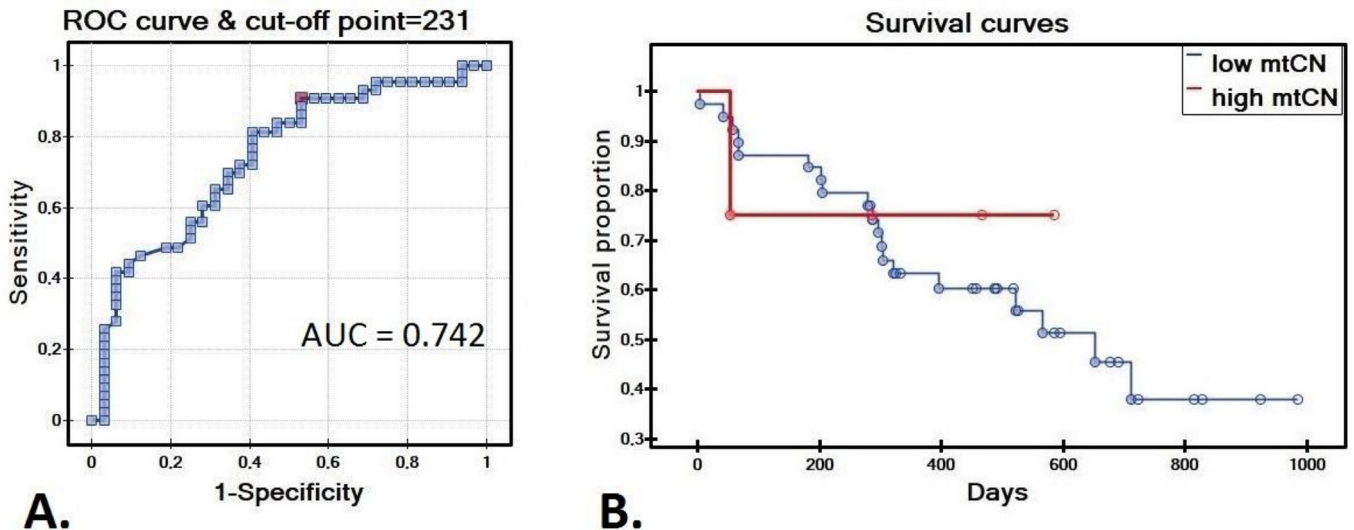 ROC curve & cut-off point=231
Sensitivity
1
0.8
0.6
0.4
0.2
0
AUC = 0.742
0 0.2 0.4 0.6 0.8 1
1-Specificity
A.
Survival curves
low mtCN
high mtCN
Survival proportion
1
0.9
0.8
0.7
0.6
0.5
0.4
0.3
0 200 400 600 800 1000
Days
B.